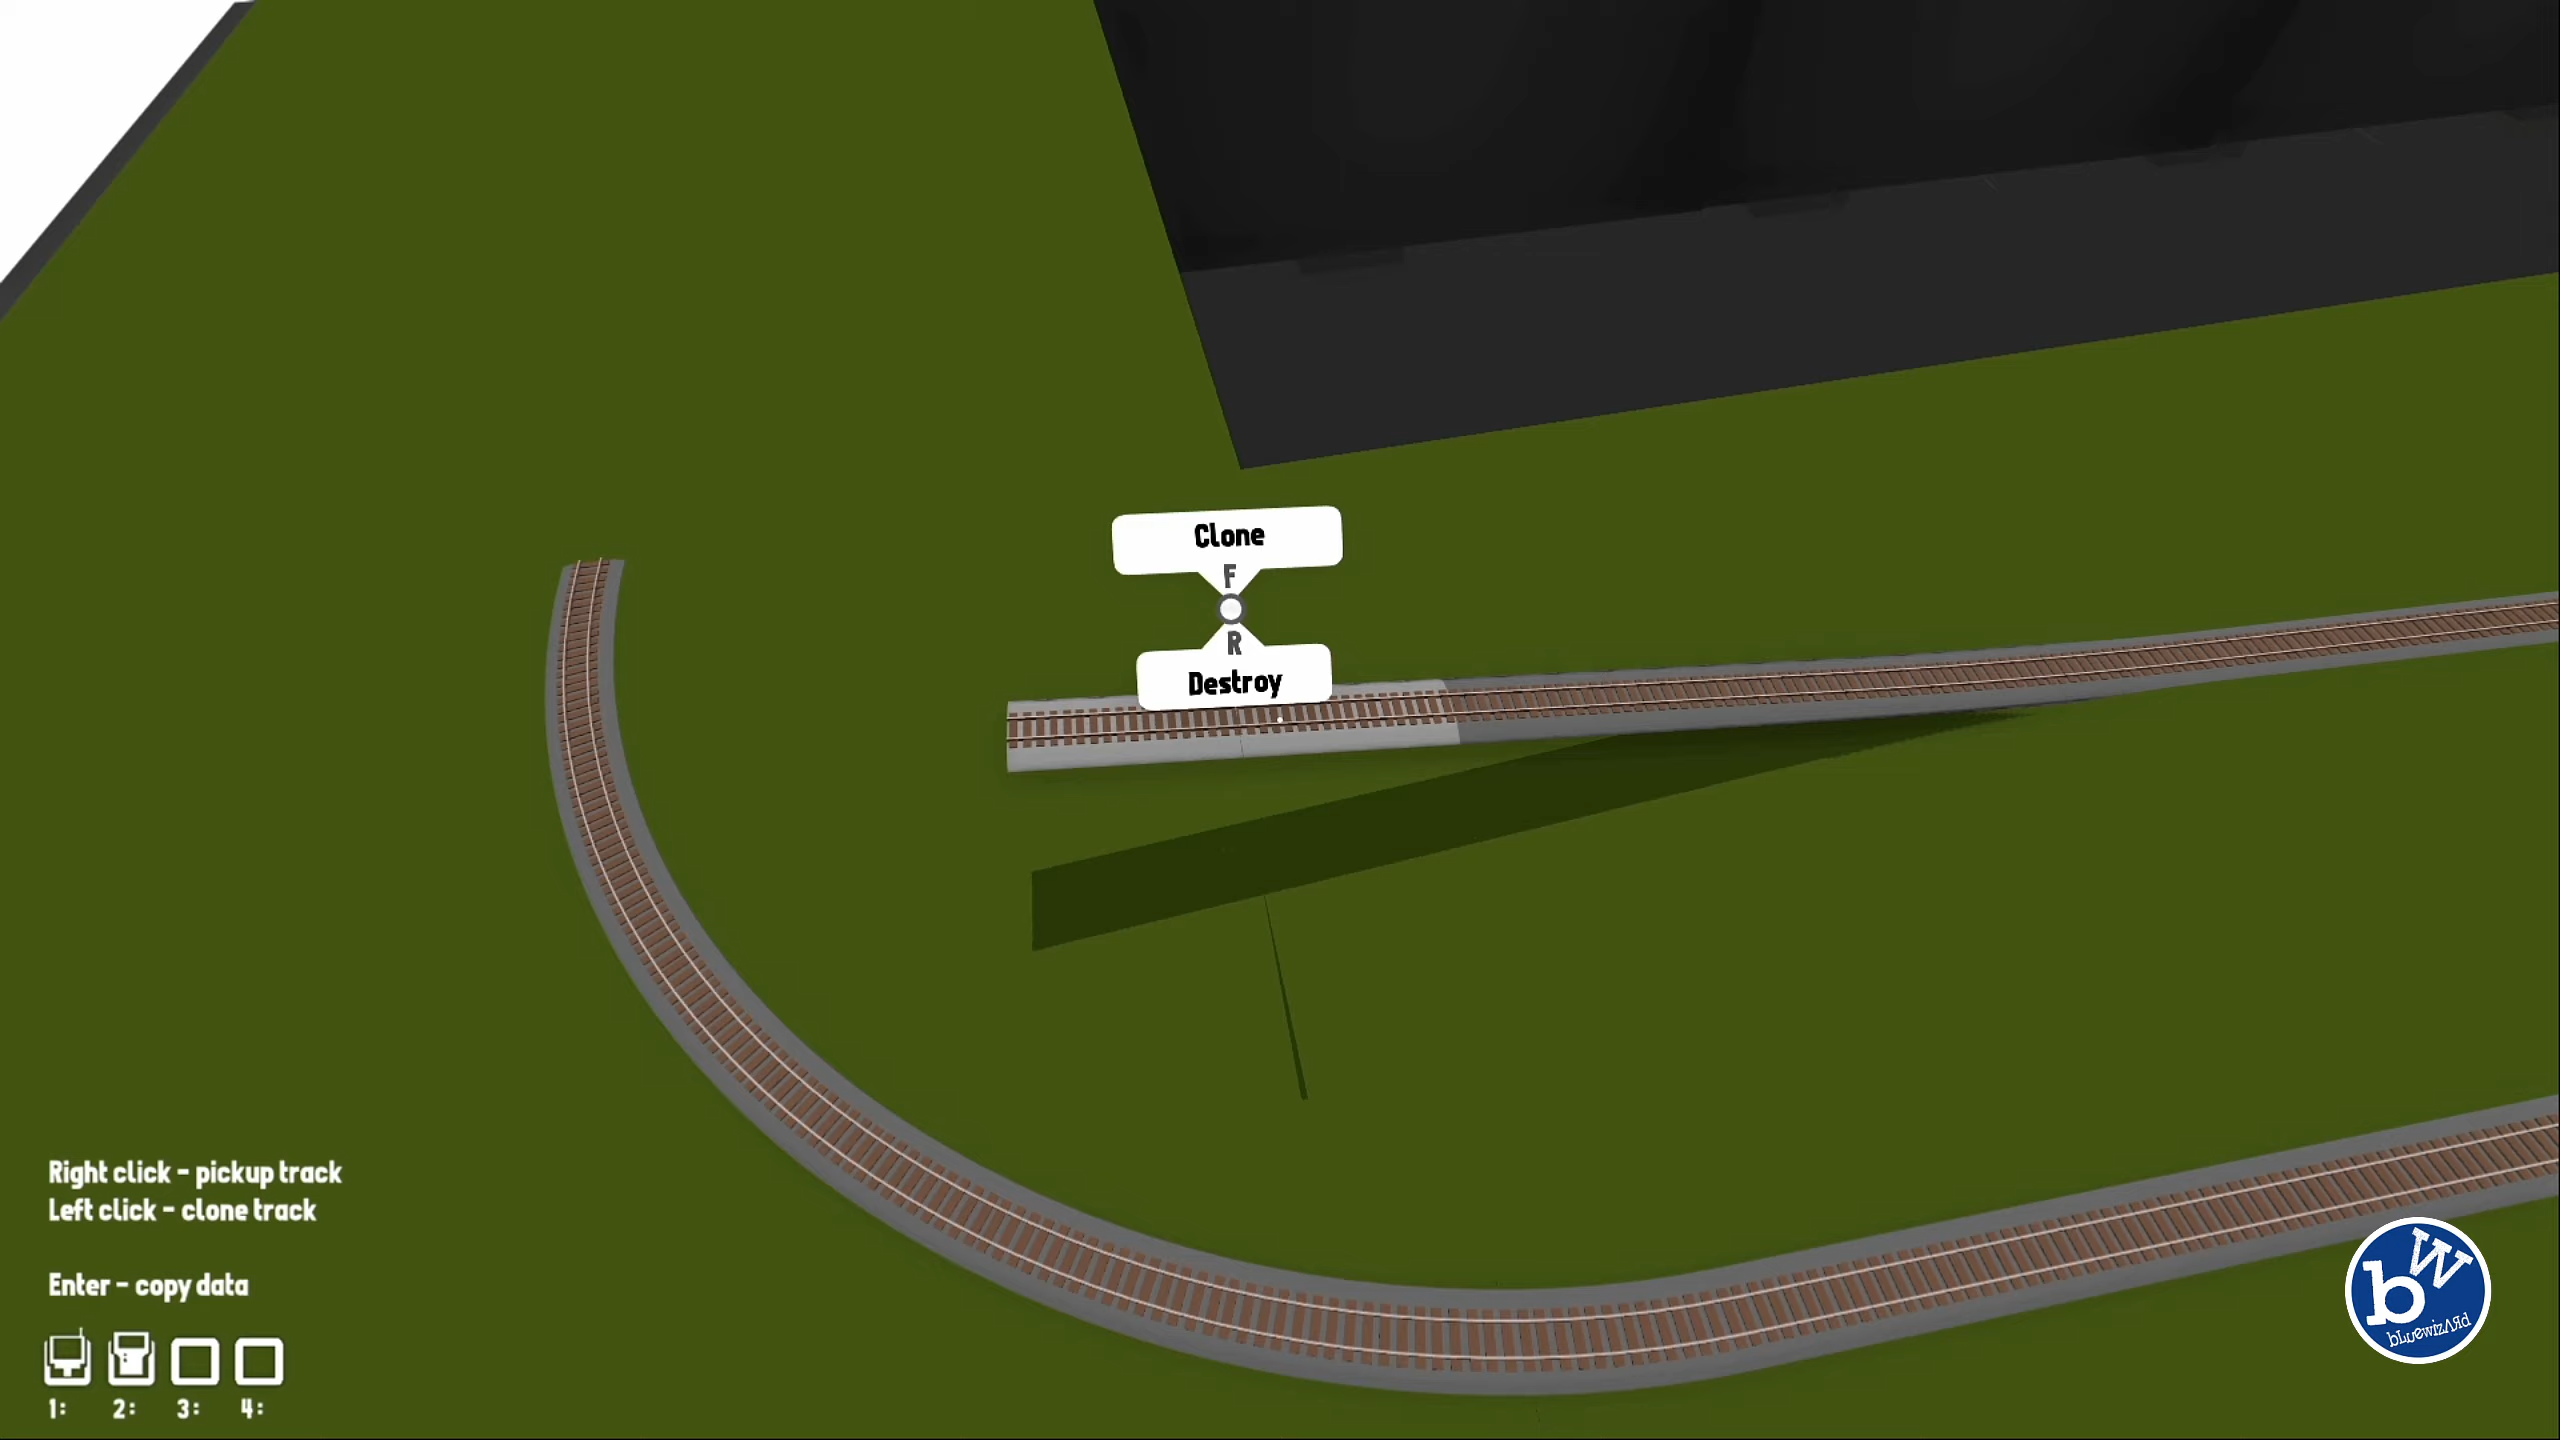 Clone
F
R
Destroy
Right click - pickup track
Left click - clone track
Enter - copy data
1: 2: 3: 4:
bW
bLuewizARd